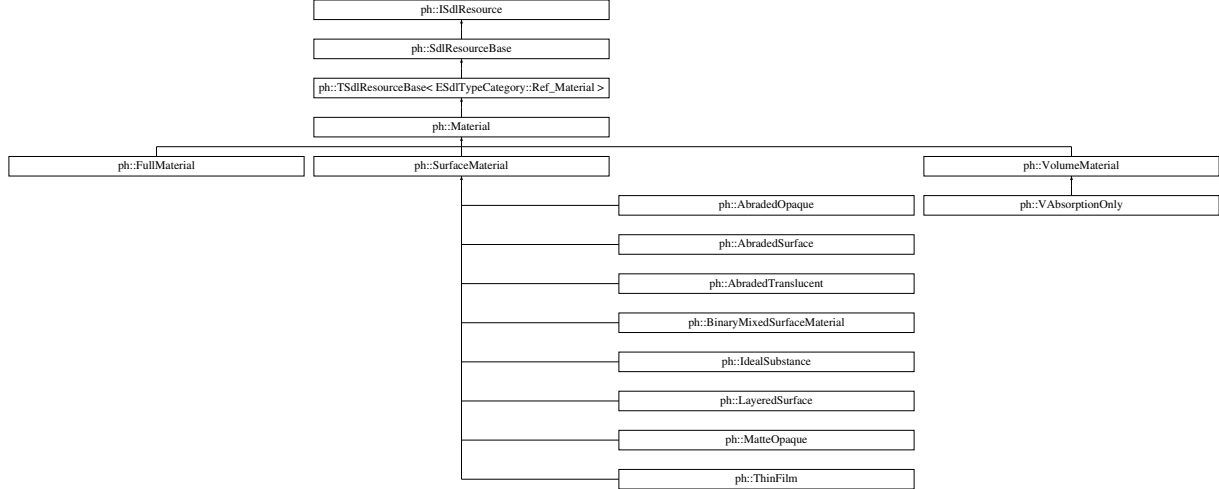 ph::ISdlResource
ph::SdlResourceBase
ph::TSdlResourceBase< ESdlTypeCategory::Ref_Material >
ph::Material
ph::FullMaterial
ph::SurfaceMaterial
ph::VolumeMaterial
ph::AbradedOpaque
ph::VAbsorptionOnly
ph::AbradedSurface
ph::AbradedTranslucent
ph::BinaryMixedSurfaceMaterial
ph::IdealSubstance
ph::LayeredSurface
ph::MatteOpaque
ph::ThinFilm